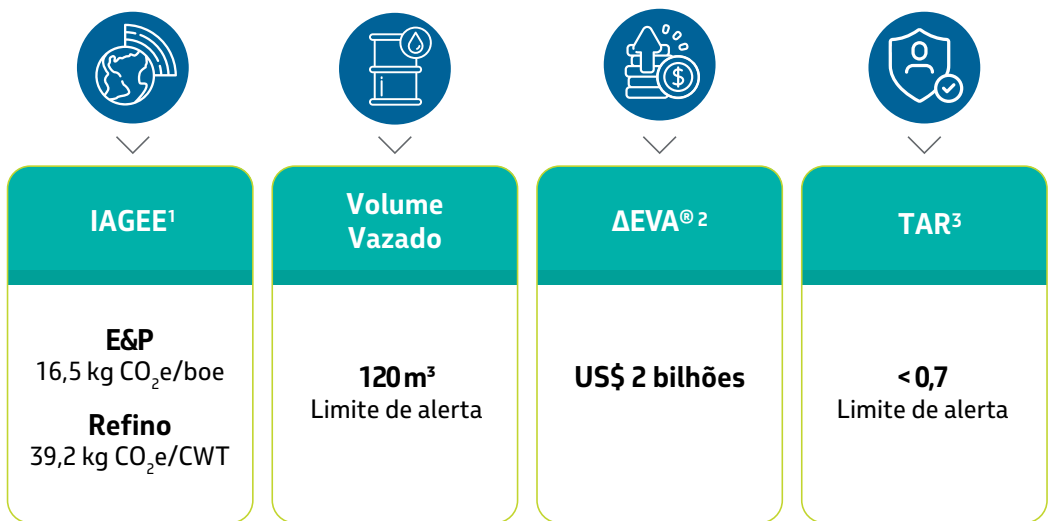 IAGEE¹
E&P
16,5 kg CO₂e/boe
Refino
39,2 kg CO₂e/CWT
Volume
Vazado
120 m³
Limite de alerta
ΔEVA® ²
US$ 2 bilhões
TAR³
< 0,7
Limite de alerta